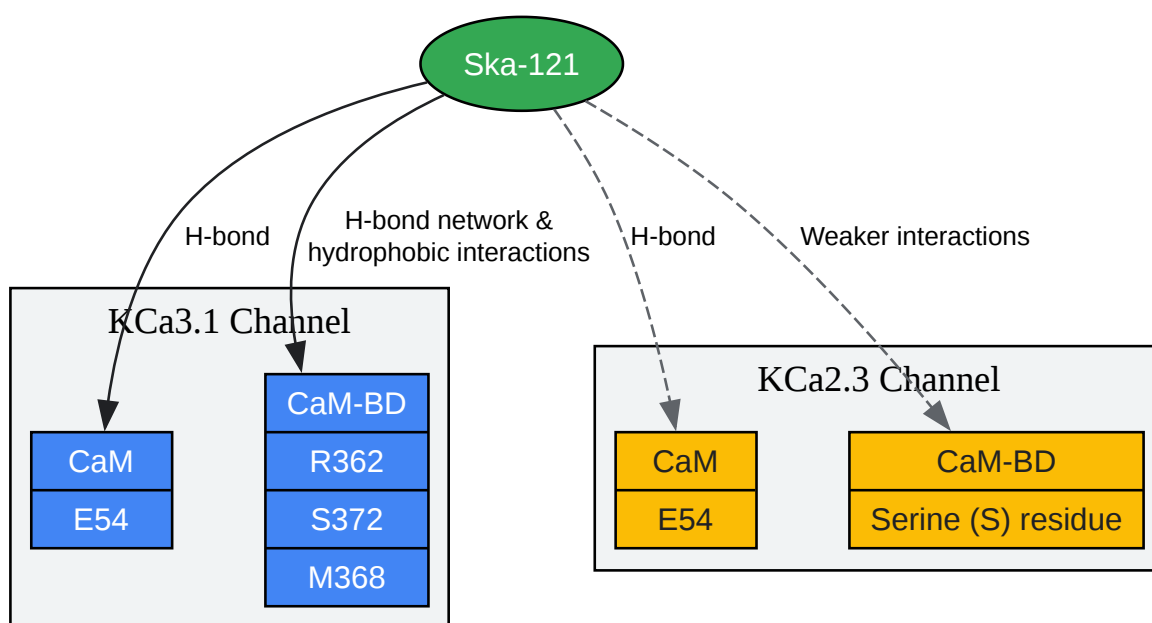 Ska-121
H-bond
H-bond network &
hydrophobic interactions
H-bond
Weaker interactions
KCa3.1 Channel
CaM
E54
CaM-BD
R362
S372
M368
KCa2.3 Channel
CaM
E54
CaM-BD
Serine (S) residue